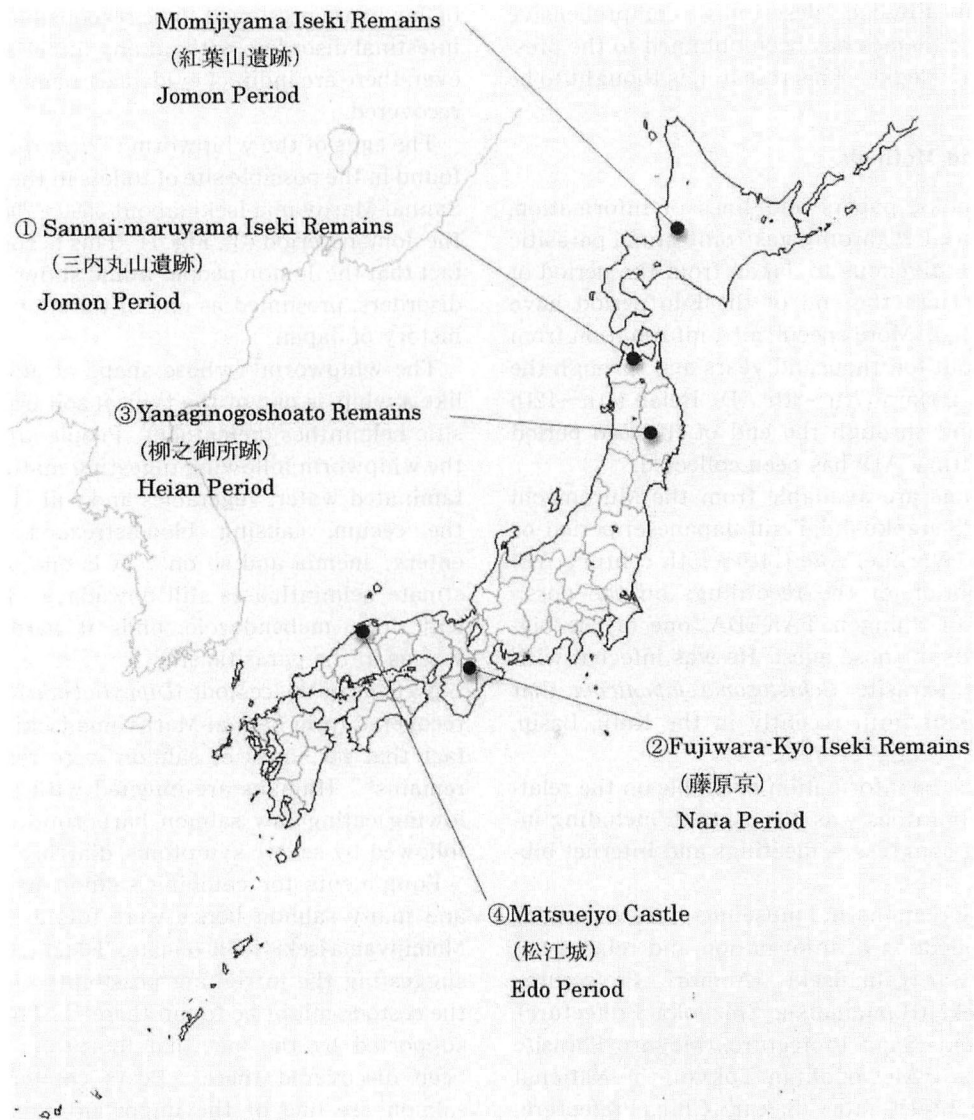 Momijiyama Iseki Remains
(紅葉山遺跡)
Jomon Period
① Sannai-maruyama Iseki Remains
(三内丸山遺跡)
Jomon Period
③Yanaginogoshoato Remains
(柳之御所跡)
Heian Period
②Fujiwara-Kyo Iseki Remains
(藤原京)
Nara Period
④Matsuejyo Castle
(松江城)
Edo Period